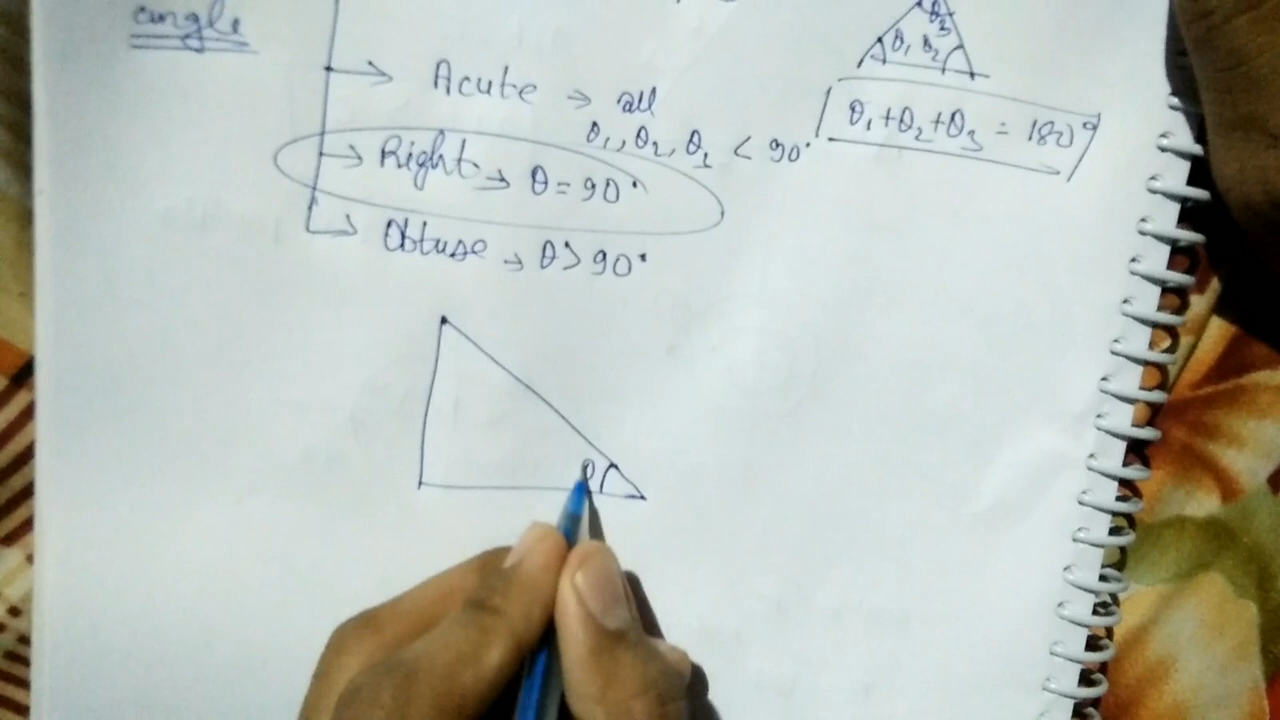 angle
θ₃
θ₁ θ₂
Acute → all
θ₁, θ₂, θ₃ < 90°
θ₁+θ₂+θ₃ = 180°
→ Right → θ = 90°
→ Obtuse → θ > 90°
θ